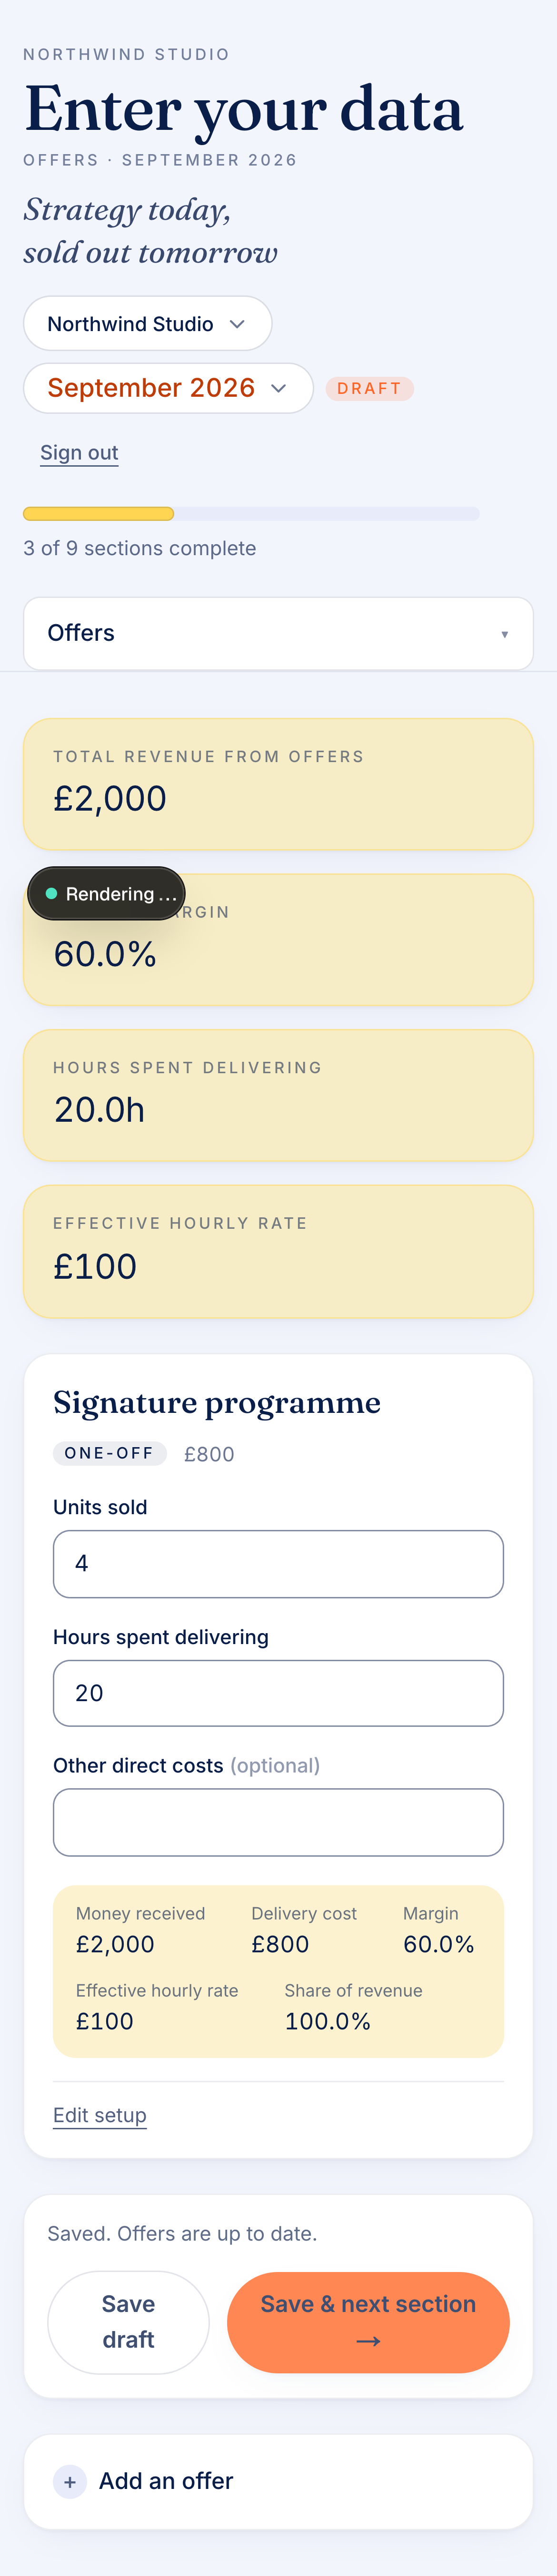 NORTHWIND STUDIO
Enter your data
OFFERS · SEPTEMBER 2026
Strategy today,
sold out tomorrow
Northwind Studio
September 2026
DRAFT
Sign out
3 of 9 sections complete
Offers
TOTAL REVENUE FROM OFFERS
£2,000
Rendering ...
60.0%
HOURS SPENT DELIVERING
20.0h
EFFECTIVE HOURLY RATE
£100
Signature programme
ONE-OFF £800
Units sold
4
Hours spent delivering
20
Other direct costs (optional)
Money received Delivery cost Margin
£2,000 £800 60.0%
Effective hourly rate Share of revenue
£100 100.0%
Edit setup
Saved. Offers are up to date.
Save
draft
Save & next section
→
+ Add an offer